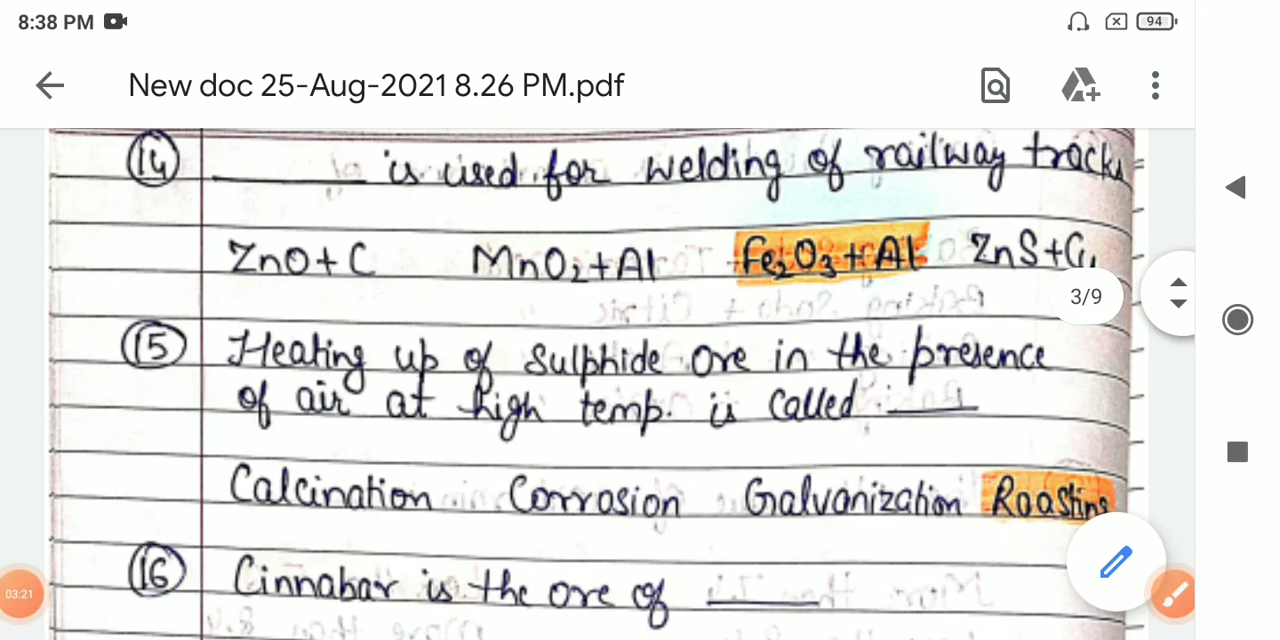 8:38 PM
94
New doc 25-Aug-2021 8.26 PM.pdf
14 ______ is used for welding of railway tracks
ZnO + C MnO2 + Al Fe2O3 + Al ZnS + C
3/9
15 Heating up of Sulphide ore in the presence
of air at high temp. is called ____
Calcination Corrosion Galvanization Roasting
16 Cinnabar is the ore of ____
03:21